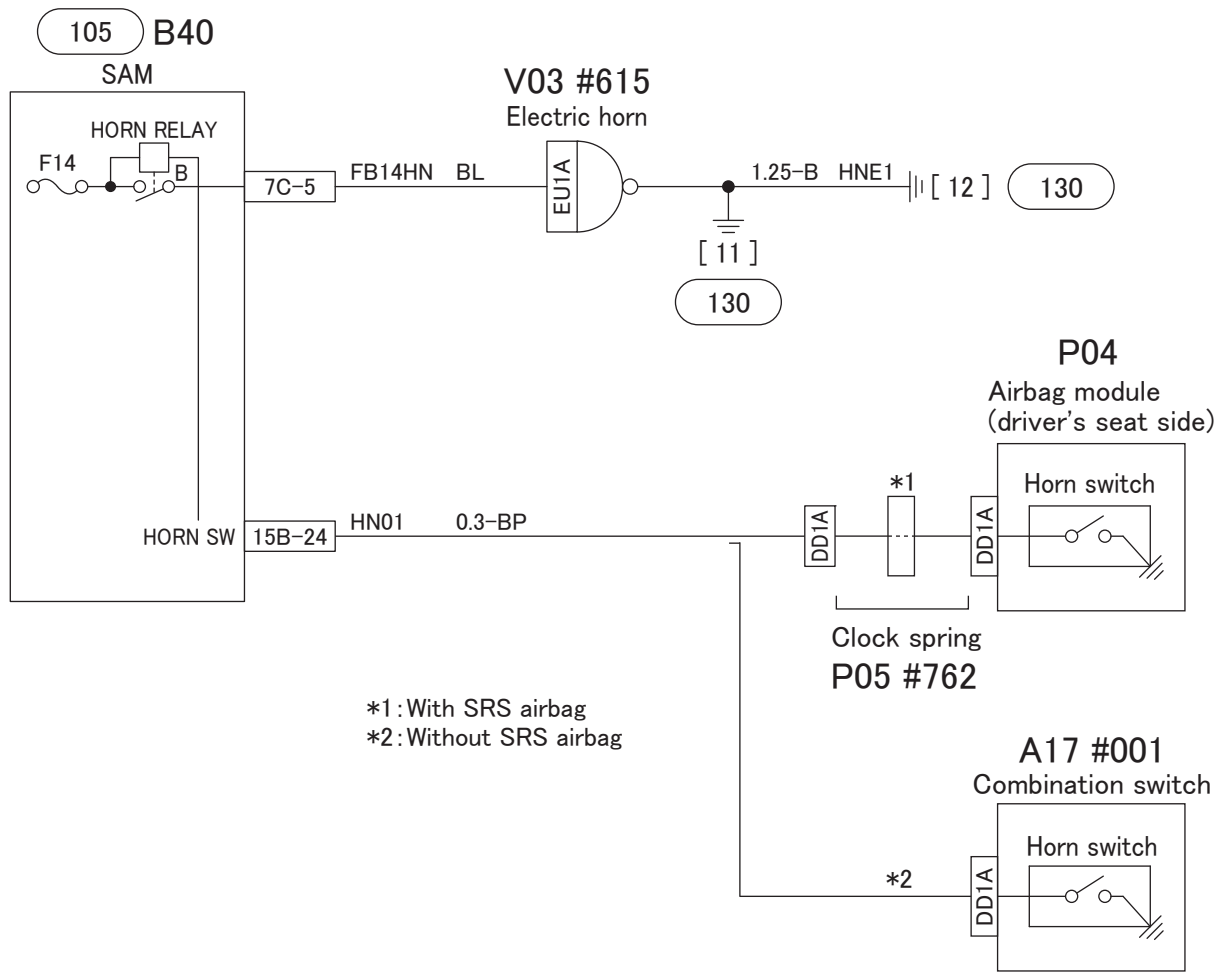 105 B40
SAM
HORN RELAY
F14
B
7C-5
FB14HN BL
V03 #615
Electric horn
EU1A
1.25-B HNE1
[ 12 ] 130
[ 11 ]
130
HORN SW 15B-24
HN01 0.3-BP
DD1A
*1
DD1A
P04
Airbag module
(driver's seat side)
Horn switch
Clock spring
P05 #762
*1:With SRS airbag
*2:Without SRS airbag
A17 #001
Combination switch
Horn switch
*2
DD1A